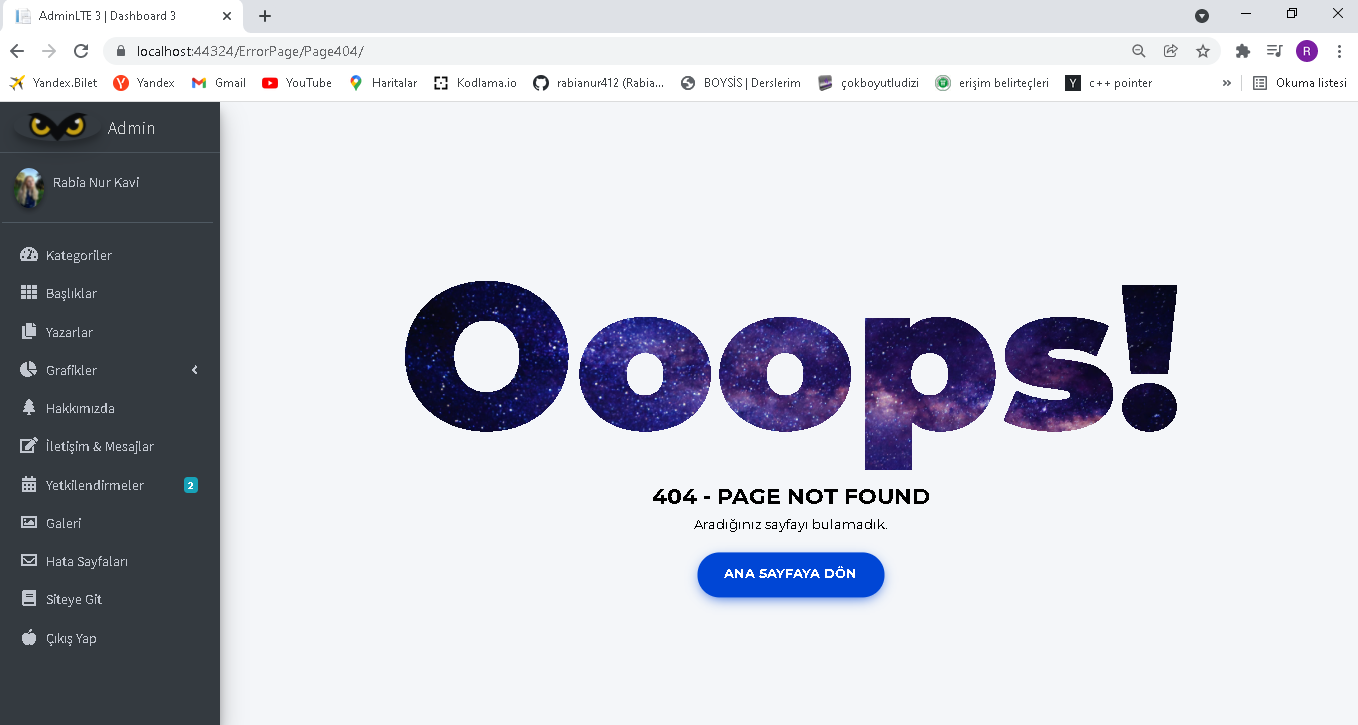 AdminLTE 3 | Dashboard 3
localhost:44324/ErrorPage/Page404/
R
Yandex.Bilet
Yandex
Gmail
YouTube
Haritalar
Kodlama.io
rabianur412 (Rabia...
BOYSİS | Derslerim
çokboyutludizi
erişim belirteçleri
Y
c++ pointer
»
Okuma listesi
Admin
Rabia Nur Kavi
Kategoriler
Başlıklar
Yazarlar
Grafikler
Hakkımızda
İletişim & Mesajlar
Yetkilendirmeler 2
Galeri
Hata Sayfaları
Siteye Git
Çıkış Yap
Ooops!
404 - PAGE NOT FOUND
Aradığınız sayfayı bulamadık.
ANA SAYFAYA DÖN